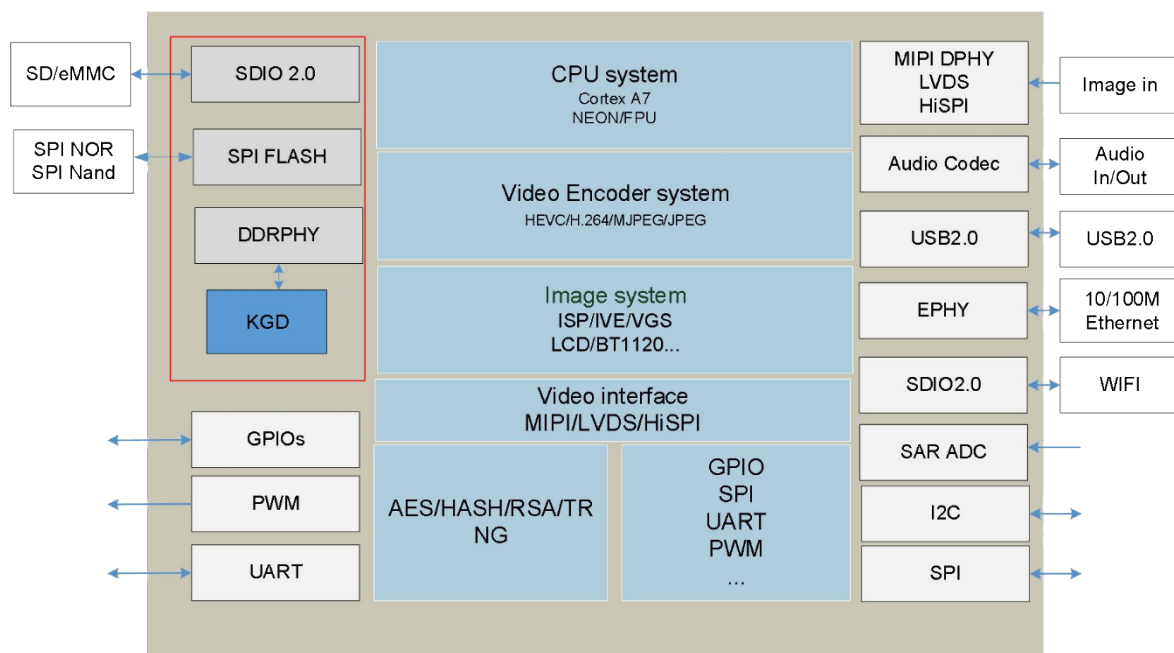 SD/eMMC
SPI NOR
SPI Nand
SDIO 2.0
SPI FLASH
DDRPHY
KGD
GPIOs
PWM
UART
CPU system
Cortex A7
NEON/FPU
Video Encoder system
HEVC/H.264/MJPEG/JPEG
Image system
ISP/IVE/VGS
LCD/BT1120...
Video interface
MIPI/LVDS/HiSPI
AES/HASH/RSA/TR
NG
GPIO
SPI
UART
PWM
...
MIPI DPHY
LVDS
HiSPI
Audio Codec
USB2.0
EPHY
SDIO2.0
SAR ADC
I2C
SPI
Image in
Audio
In/Out
USB2.0
10/100M
Ethernet
WIFI